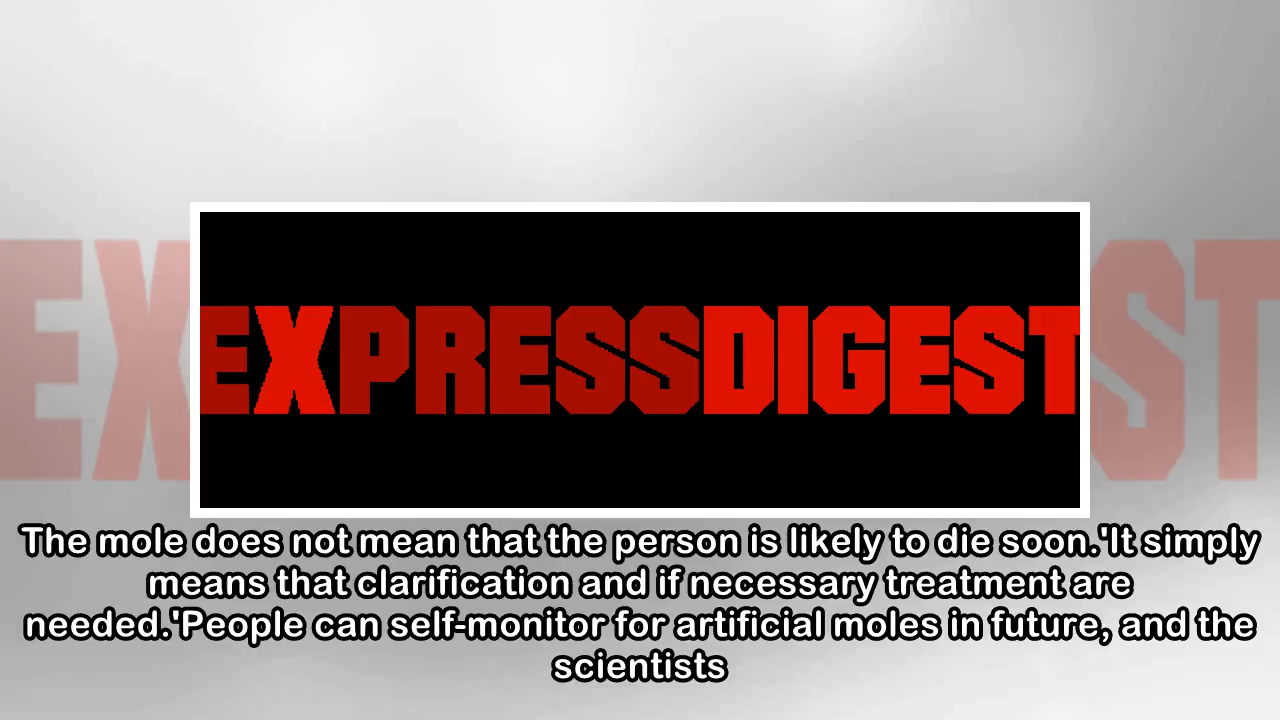 EXPRESSDIGEST
The mole does not mean that the person is likely to die soon.'It simply
means that clarification and if necessary treatment are
needed.'People can self-monitor for artificial moles in future, and the
scientists